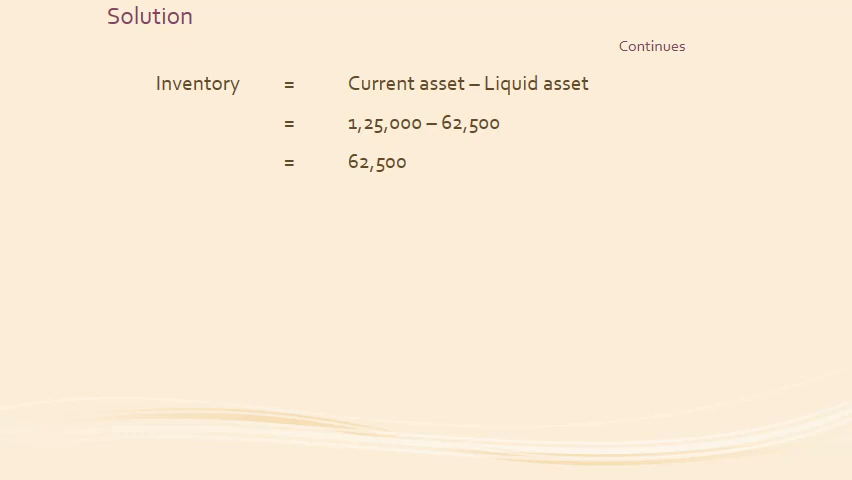 Solution
Continues
Inventory = Current asset – Liquid asset
= 1,25,000 – 62,500
= 62,500